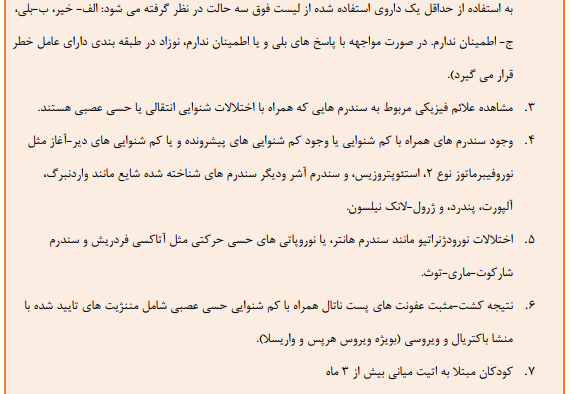 به استفاده از حداقل یک داروی استفاده شده از لیست فوق سه حالت در نظر گرفته می شود: الف- خیر، ب-بلی،
ج- اطمینان ندارم. در صورت مواجهه با پاسخ های بلی و یا اطمینان ندارم، نوزاد در طبقه بندی دارای عامل خطر
قرار می گیرد).
۳. مشاهده علائم فیزیکی مربوط به سندرم هایی که همراه با اختلالات شنوایی انتقالی یا حسی عصبی هستند.
۴. وجود سندرم های همراه با کم شنوایی یا وجود کم شنوایی های پیشرونده و یا کم شنوایی های دیر-آغاز مثل
نوروفیبرماتوز نوع ۲، استئوپتروزیس، و سندرم آشر ودیگر سندرم های شناخته شده شایع مانند واردنبرگ،
آلپورت، پندرد، و ژرول-لانگ نیلسون.
۵. اختلالات نورودژنراتیو مانند سندرم هانتر، یا نوروپاتی های حسی حرکتی مثل آتاکسی فردریش و سندرم
شارکوت-ماری-توث.
۶. نتیجه کشت-مثبت عفونت های پست ناتال همراه با کم شنوایی حسی عصبی شامل مننژیت های تایید شده با
منشا باکتریال و ویروسی (بویژه ویروس هرپس و واریسلا).
۷. کودکان مبتلا به اتیت میانی بیش از ۳ ماه